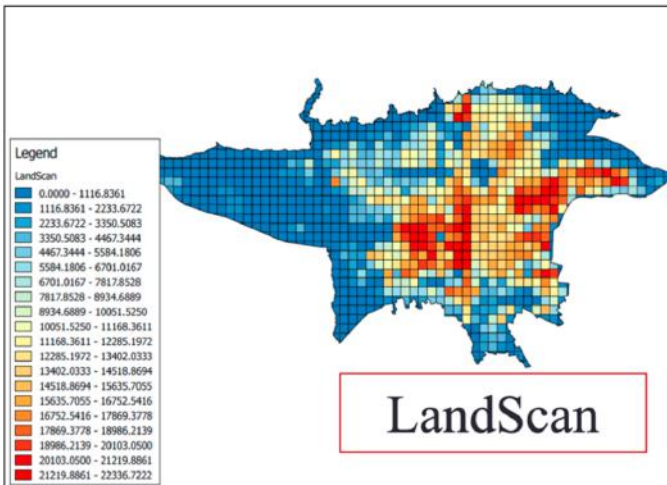 Legend
LandScan
0.0000 - 1116.8361
1116.8361 - 2233.6722
2233.6722 - 3350.5083
3350.5083 - 4467.3444
4467.3444 - 5584.1806
5584.1806 - 6701.0167
6701.0167 - 7817.8528
7817.8528 - 8934.6889
8934.6889 - 10051.5250
10051.5250 - 11168.3611
11168.3611 - 12285.1972
12285.1972 - 13402.0333
13402.0333 - 14518.8694
14518.8694 - 15635.7055
15635.7055 - 16752.5416
16752.5416 - 17869.3778
17869.3778 - 18986.2139
18986.2139 - 20103.0500
20103.0500 - 21219.8861
21219.8861 - 22336.7222
LandScan